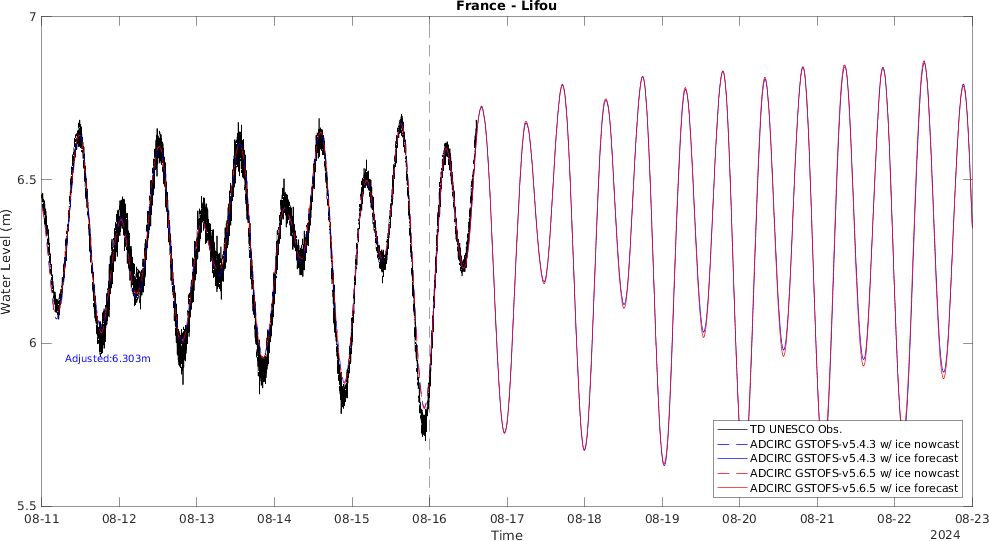 France - Lifou
7
6.5
6
5.5
Water Level (m)
Adjusted:6.303m
TD UNESCO Obs.
ADCIRC GSTOFS-v5.4.3 w/ ice nowcast
ADCIRC GSTOFS-v5.4.3 w/ ice forecast
ADCIRC GSTOFS-v5.6.5 w/ ice nowcast
ADCIRC GSTOFS-v5.6.5 w/ ice forecast
08-11 08-12 08-13 08-14 08-15 08-16 08-17 08-18 08-19 08-20 08-21 08-22 08-23
Time
2024